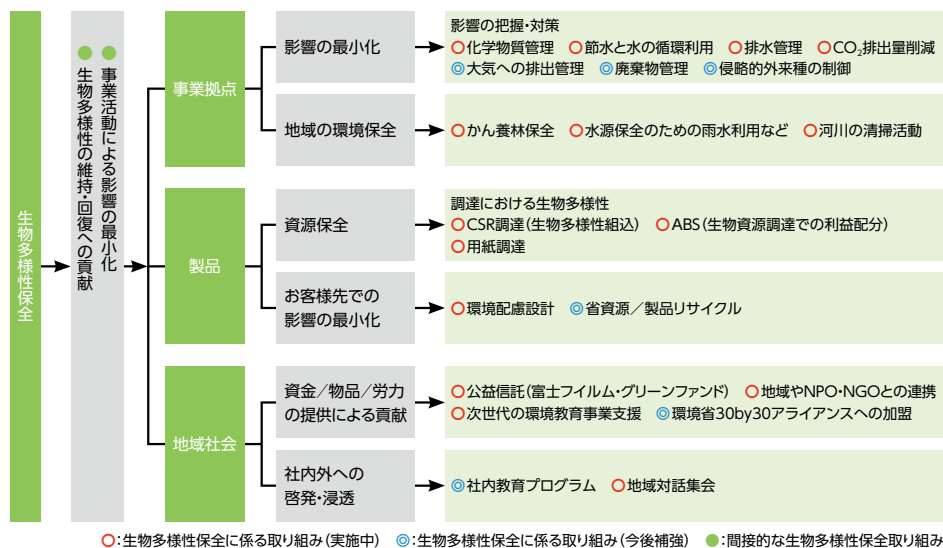 生物多様性保全
●事業活動による影響の最小化
●生物多様性の維持・回復への貢献
事業拠点
影響の最小化
影響の把握・対策
○化学物質管理 ○節水と水の循環利用 ○排水管理 ○CO₂排出量削減
◎大気への排出管理 ◎廃棄物管理 ◎侵略的外来種の制御
地域の環境保全
○かん養林保全 ○水源保全のための雨水利用など ○河川の清掃活動
製品
資源保全
調達における生物多様性
○CSR調達（生物多様性組込） ○ABS（生物資源調達での利益配分）
○用紙調達
お客様先での
影響の最小化
○環境配慮設計 ◎省資源／製品リサイクル
地域社会
資金／物品／労力
の提供による貢献
○公益信託（富士フイルム・グリーンファンド） ○地域やNPO・NGOとの連携
○次世代の環境教育事業支援 ◎環境省30by30アライアンスへの加盟
社内外への
啓発・浸透
◎社内教育プログラム ○地域対話集会
○：生物多様性保全に係る取り組み（実施中） ◎：生物多様性保全に係る取り組み（今後補強） ●：間接的な生物多様性保全取り組み